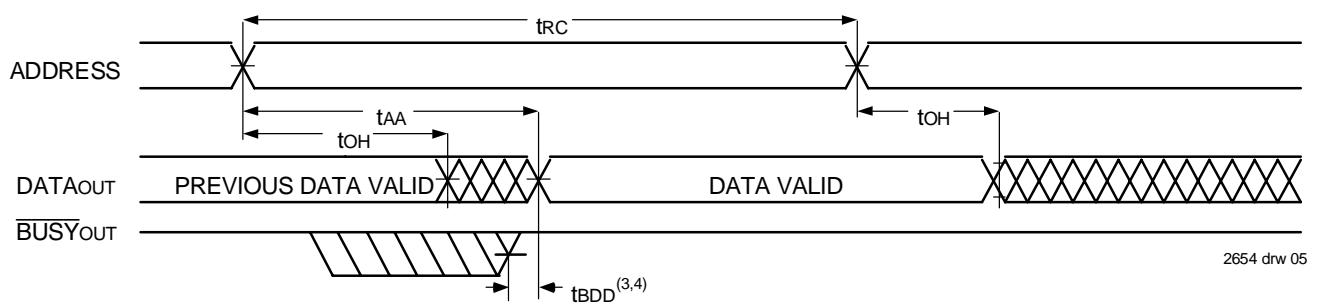 tRC
ADDRESS
tAA
tOH
tOH
DATAOUT
PREVIOUS DATA VALID
DATA VALID
BUSYOUT
2654 drw 05
tBDD(3,4)